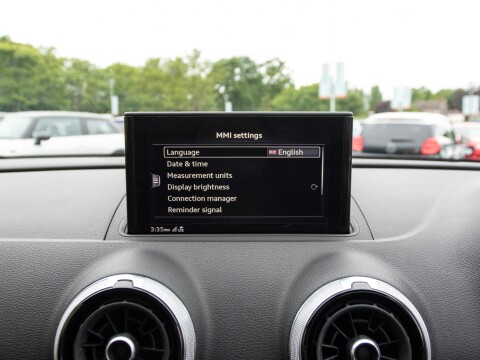 MMI settings
Language English
Date & time
Measurement units
Display brightness
Connection manager
Reminder signal
3:35PM